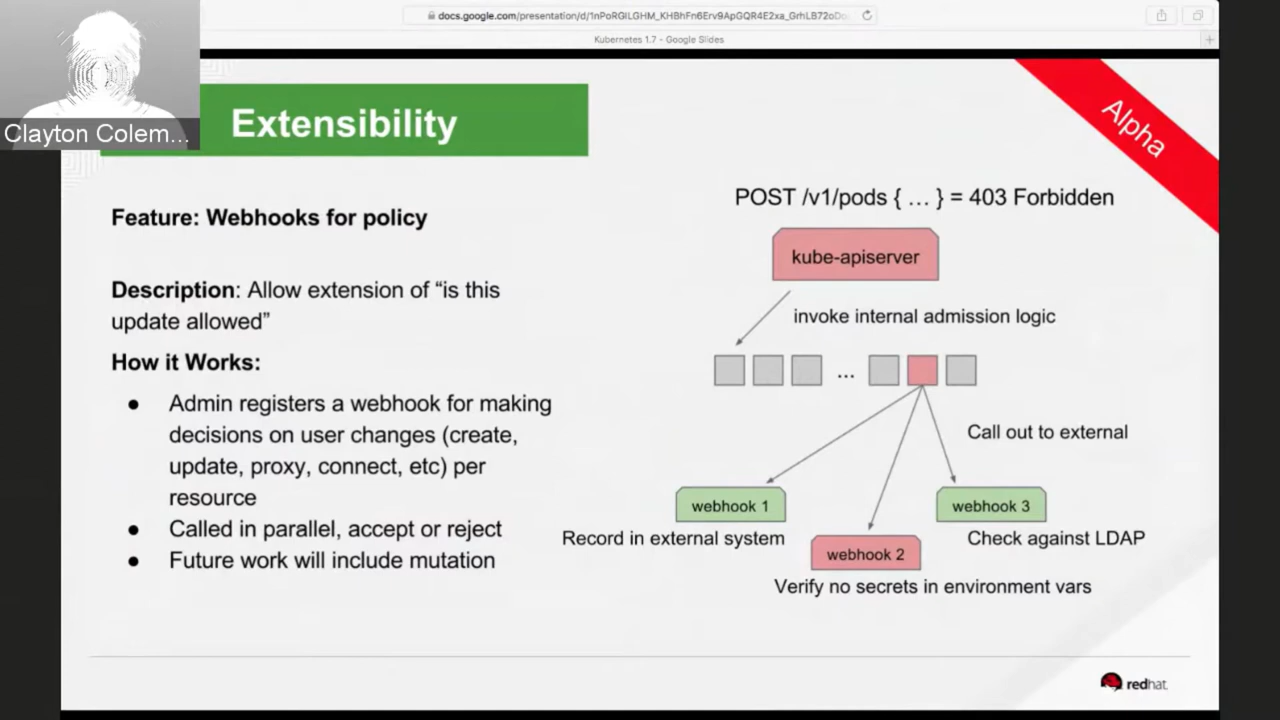 docs.google.com/presentation/d/1nPoRGILGHM_KHBhFn6Erv9ApGQR4E2xa_GrhLB72oD
Kubernetes 1.7 - Google Slides
Clayton Colem...
Extensibility
Alpha
Feature: Webhooks for policy
Description: Allow extension of “is this
update allowed”
How it Works:
● Admin registers a webhook for making
decisions on user changes (create,
update, proxy, connect, etc) per
resource
● Called in parallel, accept or reject
● Future work will include mutation
POST /v1/pods { … } = 403 Forbidden
kube-apiserver
invoke internal admission logic
...
Call out to external
webhook 1
Record in external system
webhook 2
Verify no secrets in environment vars
webhook 3
Check against LDAP
redhat.